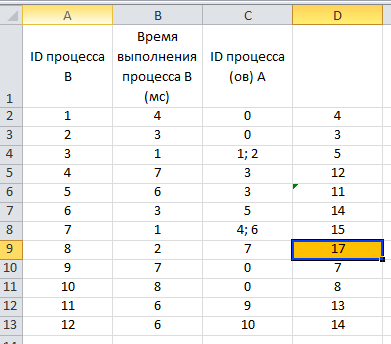 A B C D
1 ID процесса B Время выполнения процесса B (мс) ID процесса (ов) A
2 1 4 0 4
3 2 3 0 3
4 3 1 1; 2 5
5 4 7 3 12
6 5 6 3 11
7 6 3 5 14
8 7 1 4; 6 15
9 8 2 7 17
10 9 7 0 7
11 10 8 0 8
12 11 6 9 13
13 12 6 10 14